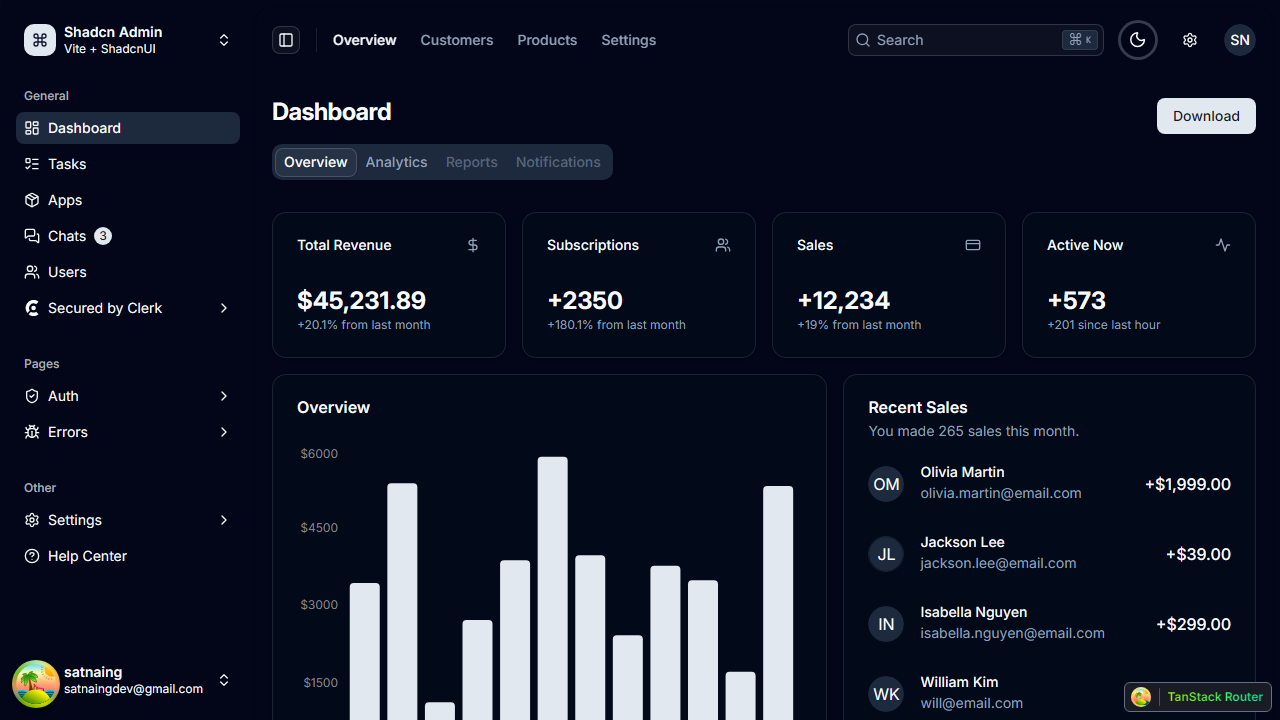 Shadcn Admin
Vite + ShadcnUI
General
Dashboard
Tasks
Apps
Chats 3
Users
Secured by Clerk
Pages
Auth
Errors
Other
Settings
Help Center
satnaing
satnaingdev@gmail.com
Overview Customers Products Settings
Search ⌘ K
SN
Dashboard
Download
Overview Analytics Reports Notifications
Total Revenue
$45,231.89
+20.1% from last month
Subscriptions
+2350
+180.1% from last month
Sales
+12,234
+19% from last month
Active Now
+573
+201 since last hour
Overview
$6000
$4500
$3000
$1500
Recent Sales
You made 265 sales this month.
OM Olivia Martin +$1,999.00
olivia.martin@email.com
JL Jackson Lee +$39.00
jackson.lee@email.com
IN Isabella Nguyen +$299.00
isabella.nguyen@email.com
WK William Kim
will@email.com
TanStack Router